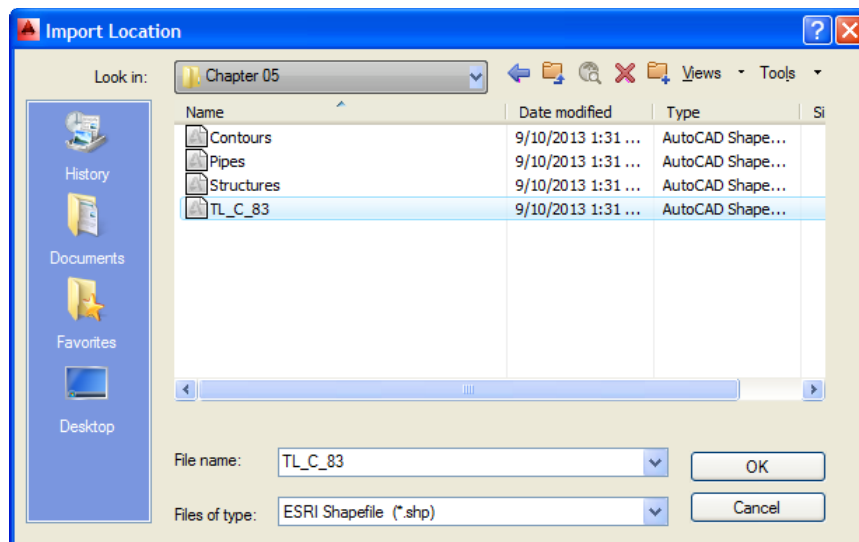 Import Location
Look in: Chapter 05 Views Tools
Name Date modified Type Si
Contours 9/10/2013 1:31 ... AutoCAD Shape...
Pipes 9/10/2013 1:31 ... AutoCAD Shape...
Structures 9/10/2013 1:31 ... AutoCAD Shape...
TL_C_83 9/10/2013 1:31 ... AutoCAD Shape...
History
Documents
Favorites
Desktop
File name: TL_C_83 OK
Files of type: ESRI Shapefile (*.shp) Cancel